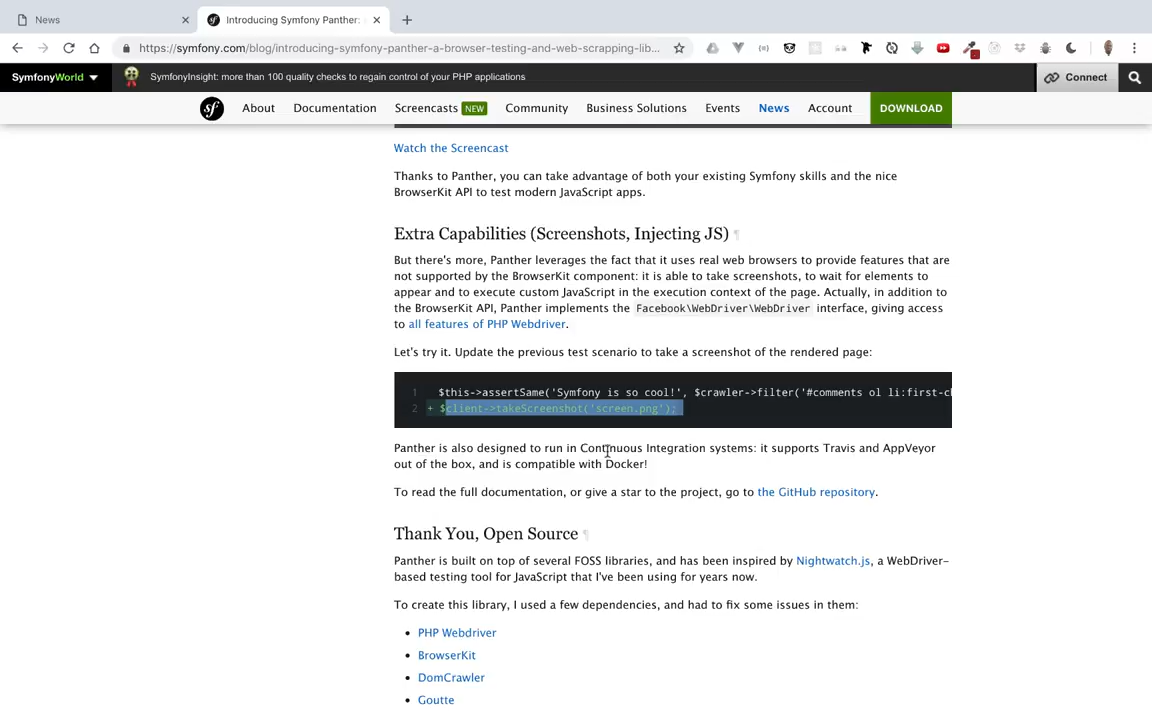 News
Introducing Symfony Panther:
https://symfony.com/blog/introducing-symfony-panther-a-browser-testing-and-web-scrapping-lib...
SymfonyWorld
SymfonyInsight: more than 100 quality checks to regain control of your PHP applications
Connect
sf
About
Documentation
Screencasts NEW
Community
Business Solutions
Events
News
Account
DOWNLOAD
Watch the Screencast
Thanks to Panther, you can take advantage of both your existing Symfony skills and the nice
BrowserKit API to test modern JavaScript apps.
Extra Capabilities (Screenshots, Injecting JS) ¶
But there's more, Panther leverages the fact that it uses real web browsers to provide features that are
not supported by the BrowserKit component: it is able to take screenshots, to wait for elements to
appear and to execute custom JavaScript in the execution context of the page. Actually, in addition to
the BrowserKit API, Panther implements the Facebook\WebDriver\WebDriver interface, giving access
to all features of PHP Webdriver.
Let's try it. Update the previous test scenario to take a screenshot of the rendered page:
1 $this->assertSame('Symfony is so cool!', $crawler->filter('#comments ol li:first-c
2 + $client->takeScreenshot('screen.png');
Panther is also designed to run in Continuous Integration systems: it supports Travis and AppVeyor
out of the box, and is compatible with Docker!
To read the full documentation, or give a star to the project, go to the GitHub repository.
Thank You, Open Source ¶
Panther is built on top of several FOSS libraries, and has been inspired by Nightwatch.js, a WebDriver-
based testing tool for JavaScript that I've been using for years now.
To create this library, I used a few dependencies, and had to fix some issues in them:
• PHP Webdriver
• BrowserKit
• DomCrawler
• Goutte